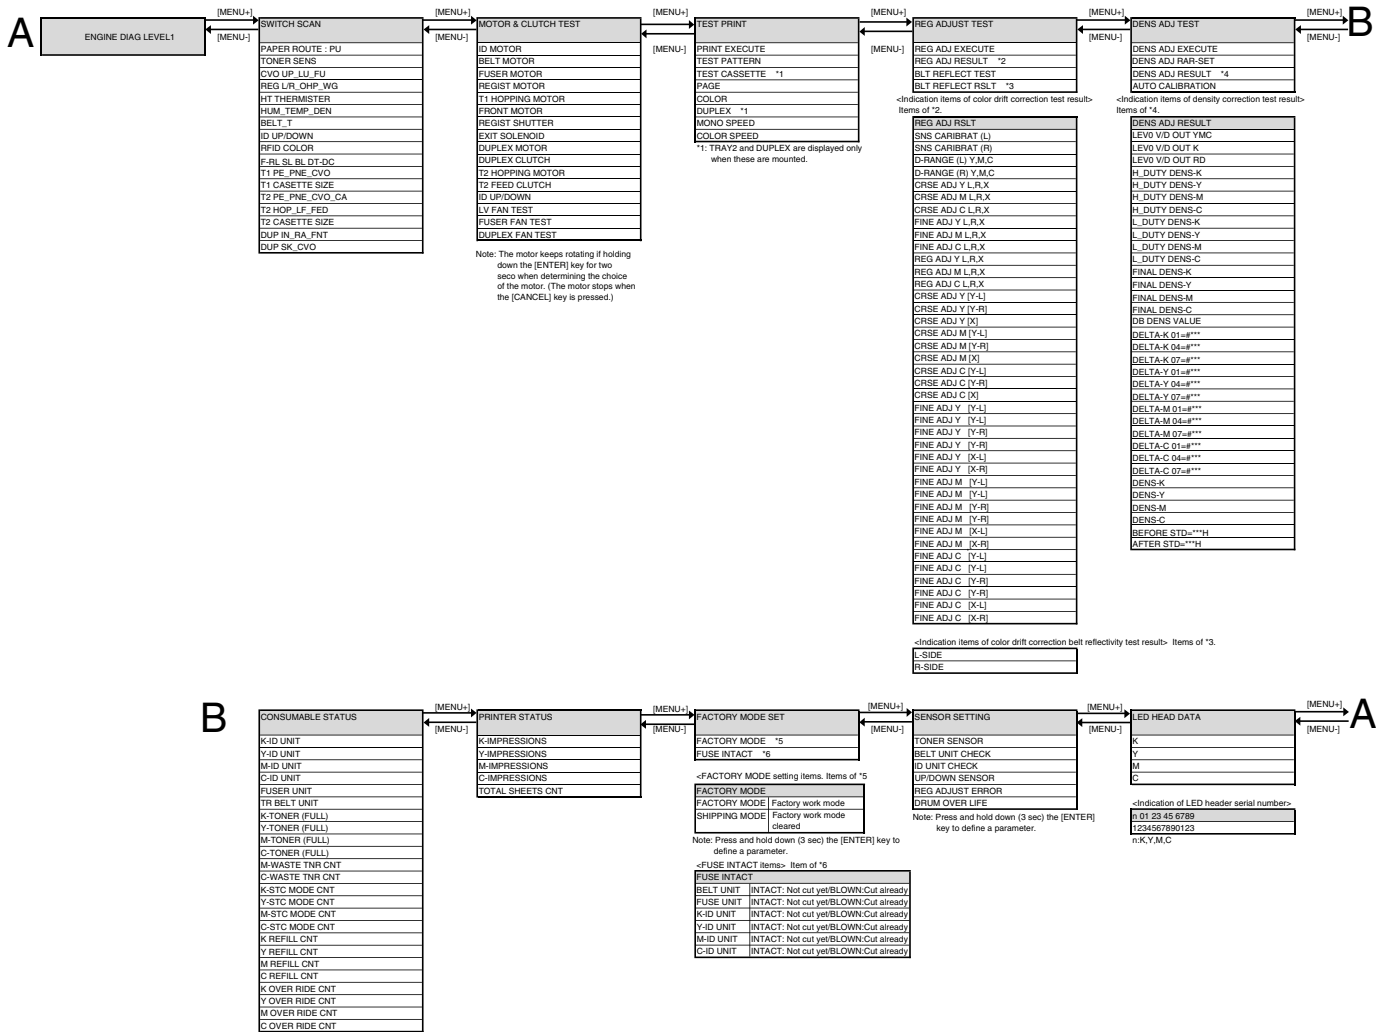 A
ENGINE DIAG LEVEL1
[MENU+]
[MENU-]
SWITCH SCAN
PAPER ROUTE : PU
TONER SENS
CVO UP_LU_FU
REG L/R_OHP_WG
HT THERMISTER
HUM_TEMP_DEN
BELT_T
ID UP/DOWN
RFID COLOR
F-RL SL BL DT-DC
T1 PE_PNE_CVO
T1 CASETTE SIZE
T2 PE_PNE_CVO_CA
T2 HOP_LF_FED
T2 CASETTE SIZE
DUP IN_RA_FNT
DUP SK_CVO
[MENU+]
[MENU-]
MOTOR & CLUTCH TEST
ID MOTOR
BELT MOTOR
FUSER MOTOR
REGIST MOTOR
T1 HOPPING MOTOR
FRONT MOTOR
REGIST SHUTTER
EXIT SOLENOID
DUPLEX MOTOR
DUPLEX CLUTCH
T2 HOPPING MOTOR
T2 FEED CLUTCH
ID UP/DOWN
LV FAN TEST
FUSER FAN TEST
DUPLEX FAN TEST
Note: The motor keeps rotating if holding
down the [ENTER] key for two
seco when determining the choice
of the motor. (The motor stops when
the [CANCEL] key is pressed.)
[MENU+]
[MENU-]
TEST PRINT
PRINT EXECUTE
TEST PATTERN
TEST CASSETTE *1
PAGE
COLOR
DUPLEX *1
MONO SPEED
COLOR SPEED
*1: TRAY2 and DUPLEX are displayed only
when these are mounted.
[MENU+]
[MENU-]
REG ADJUST TEST
REG ADJ EXECUTE
REG ADJ RESULT *2
BLT REFLECT TEST
BLT REFLECT RSLT *3
<Indication items of color drift correction test result>
Items of *2.
REG ADJ RSLT
SNS CARIBRAT (L)
SNS CARIBRAT (R)
D-RANGE (L) Y,M,C
D-RANGE (R) Y,M,C
CRSE ADJ Y L,R,X
CRSE ADJ M L,R,X
CRSE ADJ C L,R,X
FINE ADJ Y L,R,X
FINE ADJ M L,R,X
FINE ADJ C L,R,X
REG ADJ Y L,R,X
REG ADJ M L,R,X
REG ADJ C L,R,X
CRSE ADJ Y [Y-L]
CRSE ADJ Y [Y-R]
CRSE ADJ Y [X]
CRSE ADJ M [Y-L]
CRSE ADJ M [Y-R]
CRSE ADJ M [X]
CRSE ADJ C [Y-L]
CRSE ADJ C [Y-R]
CRSE ADJ C [X]
FINE ADJ Y [Y-L]
FINE ADJ Y [Y-L]
FINE ADJ Y [Y-R]
FINE ADJ Y [Y-R]
FINE ADJ Y [X-L]
FINE ADJ Y [X-R]
FINE ADJ M [Y-L]
FINE ADJ M [Y-L]
FINE ADJ M [Y-R]
FINE ADJ M [Y-R]
FINE ADJ M [X-L]
FINE ADJ M [X-R]
FINE ADJ C [Y-L]
FINE ADJ C [Y-L]
FINE ADJ C [Y-R]
FINE ADJ C [Y-R]
FINE ADJ C [X-L]
FINE ADJ C [X-R]
<Indication items of color drift correction belt reflectivity test result> Items of *3.
L-SIDE
R-SIDE
[MENU+]
[MENU-]
DENS ADJ TEST
DENS ADJ EXECUTE
DENS ADJ RAR-SET
DENS ADJ RESULT *4
AUTO CALIBRATION
<Indication items of density correction test result>
Items of *4.
DENS ADJ RESULT
LEV0 V/D OUT YMC
LEV0 V/D OUT K
LEV0 V/D OUT RD
H_DUTY DENS-K
H_DUTY DENS-Y
H_DUTY DENS-M
H_DUTY DENS-C
L_DUTY DENS-K
L_DUTY DENS-Y
L_DUTY DENS-M
L_DUTY DENS-C
FINAL DENS-K
FINAL DENS-Y
FINAL DENS-M
FINAL DENS-C
DB DENS VALUE
DELTA-K 01=#***
DELTA-K 04=#***
DELTA-K 07=#***
DELTA-Y 01=#***
DELTA-Y 04=#***
DELTA-Y 07=#***
DELTA-M 01=#***
DELTA-M 04=#***
DELTA-M 07=#***
DELTA-C 01=#***
DELTA-C 04=#***
DELTA-C 07=#***
DENS-K
DENS-Y
DENS-M
DENS-C
BEFORE STD=***H
AFTER STD=***H
[MENU+]
[MENU-]
B
B
CONSUMABLE STATUS
K-ID UNIT
Y-ID UNIT
M-ID UNIT
C-ID UNIT
FUSER UNIT
TR BELT UNIT
K-TONER (FULL)
Y-TONER (FULL)
M-TONER (FULL)
C-TONER (FULL)
M-WASTE TNR CNT
C-WASTE TNR CNT
K-STC MODE CNT
Y-STC MODE CNT
M-STC MODE CNT
C-STC MODE CNT
K REFILL CNT
Y REFILL CNT
M REFILL CNT
C REFILL CNT
K OVER RIDE CNT
Y OVER RIDE CNT
M OVER RIDE CNT
C OVER RIDE CNT
[MENU+]
[MENU-]
PRINTER STATUS
K-IMPRESSIONS
Y-IMPRESSIONS
M-IMPRESSIONS
C-IMPRESSIONS
TOTAL SHEETS CNT
[MENU+]
[MENU-]
FACTORY MODE SET
FACTORY MODE *5
FUSE INTACT *6
<FACTORY MODE setting items. Items of *5
FACTORY MODE
FACTORY MODE Factory work mode
SHIPPING MODE Factory work mode
cleared
Note: Press and hold down (3 sec) the [ENTER] key to
define a parameter.
<FUSE INTACT items> Item of *6
FUSE INTACT
BELT UNIT INTACT: Not cut yet/BLOWN:Cut already
FUSE UNIT INTACT: Not cut yet/BLOWN:Cut already
K-ID UNIT INTACT: Not cut yet/BLOWN:Cut already
Y-ID UNIT INTACT: Not cut yet/BLOWN:Cut already
M-ID UNIT INTACT: Not cut yet/BLOWN:Cut already
C-ID UNIT INTACT: Not cut yet/BLOWN:Cut already
[MENU+]
[MENU-]
SENSOR SETTING
TONER SENSOR
BELT UNIT CHECK
ID UNIT CHECK
UP/DOWN SENSOR
REG ADJUST ERROR
DRUM OVER LIFE
Note: Press and hold down (3 sec) the [ENTER]
key to define a parameter.
[MENU+]
[MENU-]
LED HEAD DATA
K
Y
M
C
<Indication of LED header serial number>
n 01 23 45 6789
1234567890123
n:K,Y,M,C
[MENU+]
[MENU-]
A